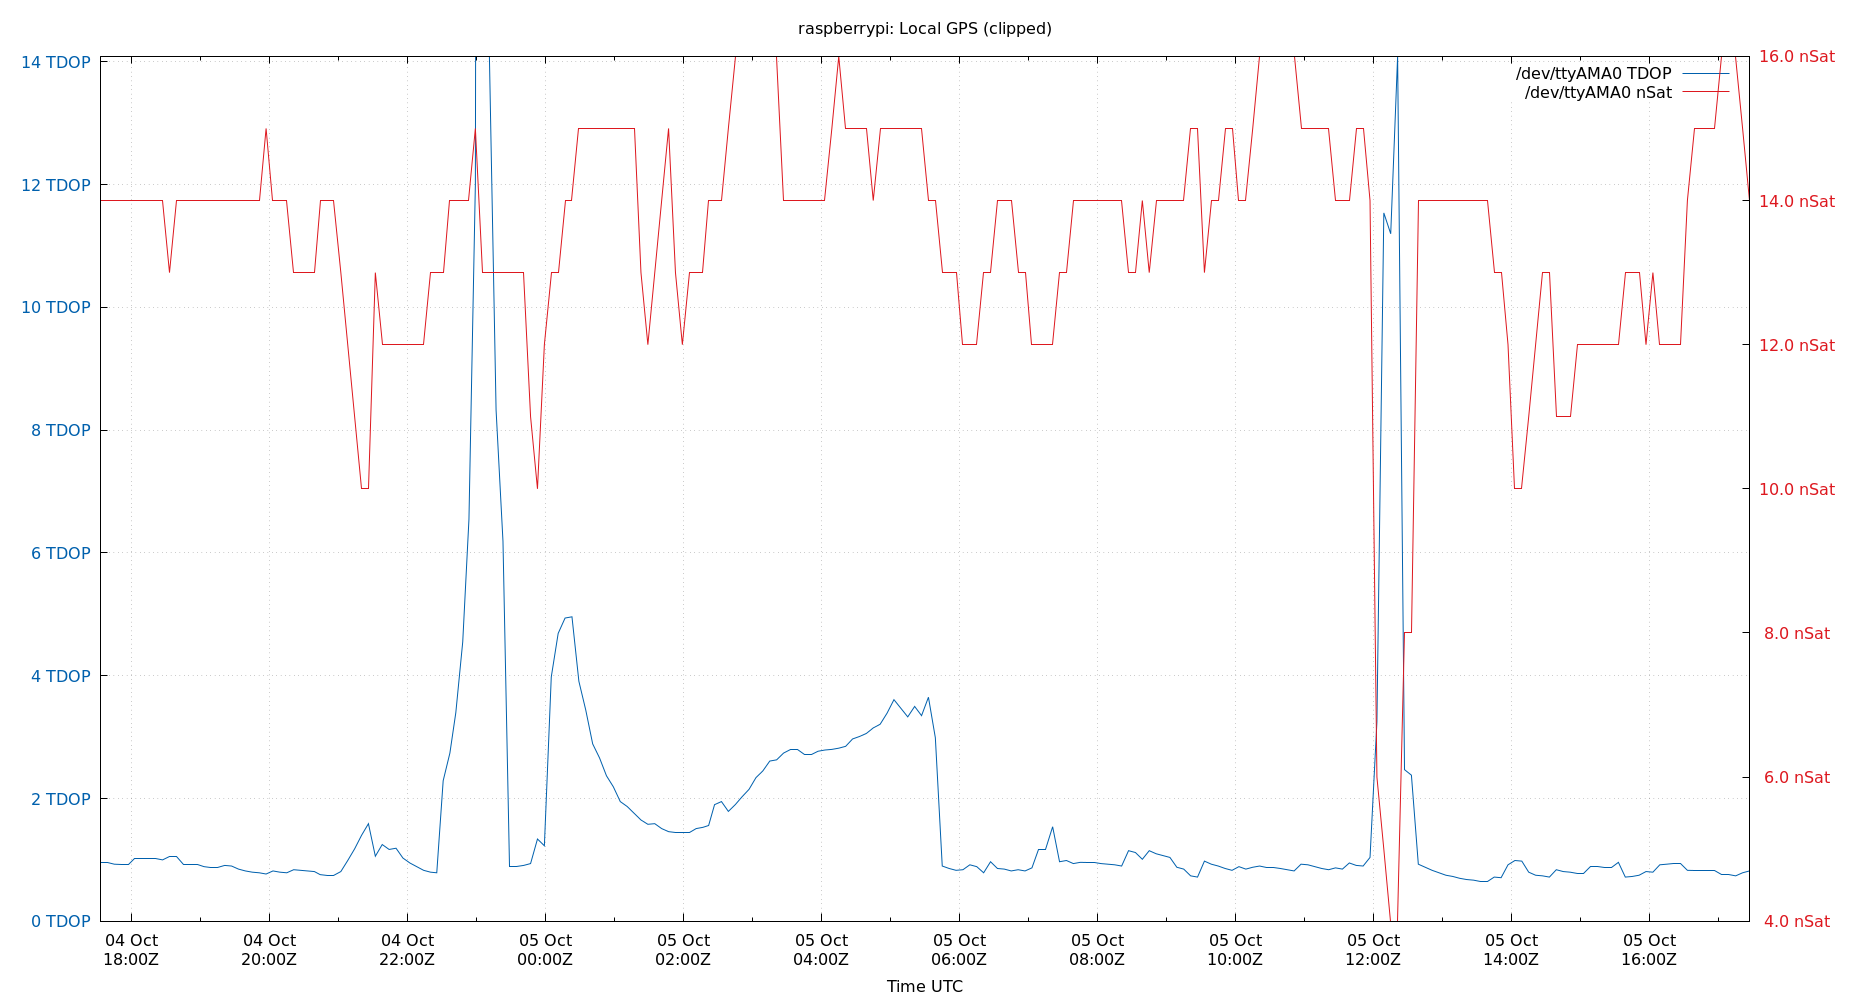 raspberrypi: Local GPS (clipped)
14 TDOP
12 TDOP
10 TDOP
8 TDOP
6 TDOP
4 TDOP
2 TDOP
0 TDOP
16.0 nSat
14.0 nSat
12.0 nSat
10.0 nSat
8.0 nSat
6.0 nSat
4.0 nSat
/dev/ttyAMA0 TDOP
/dev/ttyAMA0 nSat
04 Oct
18:00Z
04 Oct
20:00Z
04 Oct
22:00Z
05 Oct
00:00Z
05 Oct
02:00Z
05 Oct
04:00Z
05 Oct
06:00Z
05 Oct
08:00Z
05 Oct
10:00Z
05 Oct
12:00Z
05 Oct
14:00Z
05 Oct
16:00Z
Time UTC